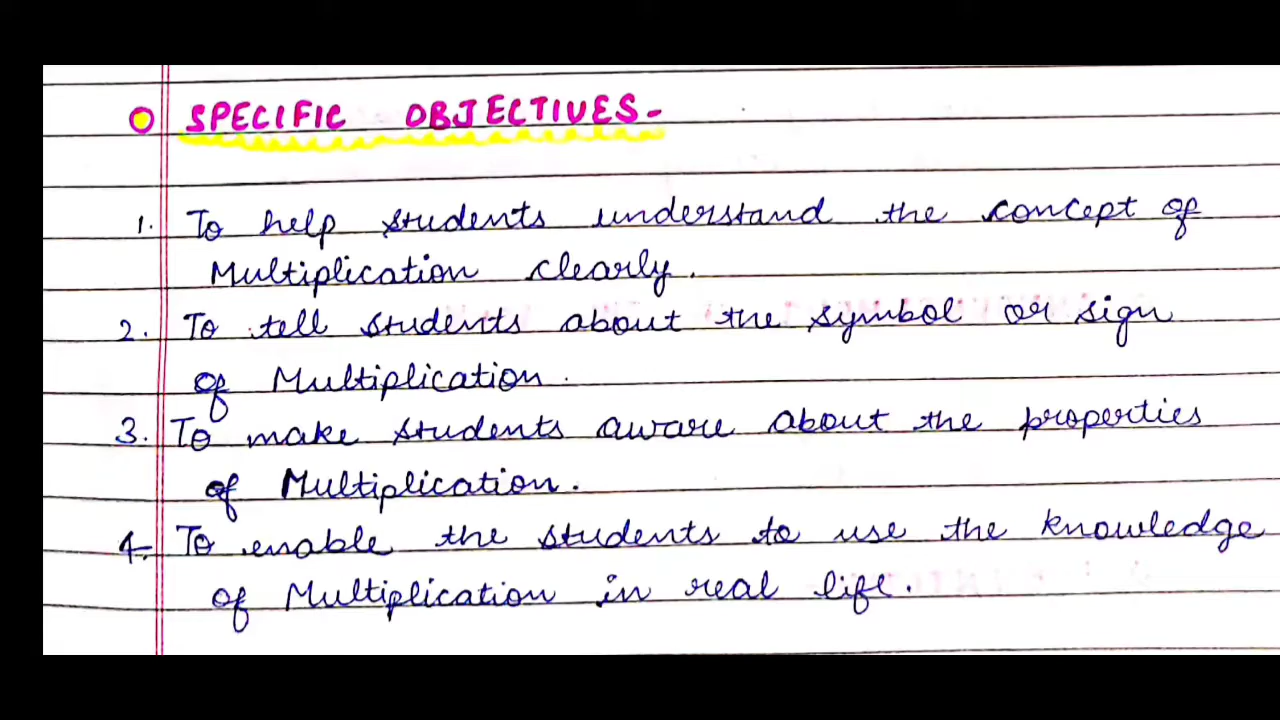 SPECIFIC OBJECTIVES-
1. To help students understand the concept of
Multiplication clearly.
2. To tell students about the symbol or sign
of Multiplication.
3. To make students aware about the properties
of Multiplication.
4. To enable the students to use the knowledge
of Multiplication in real life.